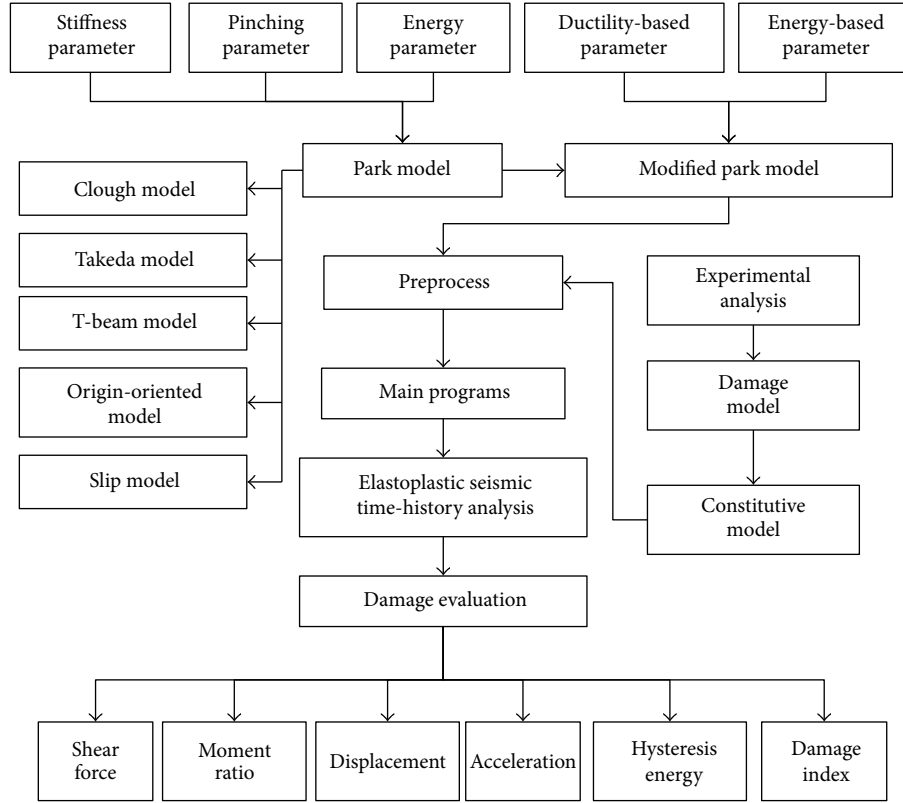 Stiffness
parameter
Pinching
parameter
Energy
parameter
Ductility-based
parameter
Energy-based
parameter
Park model
Modified park model
Clough model
Takeda model
T-beam model
Origin-oriented
model
Slip model
Preprocess
Main programs
Elastoplastic seismic
time-history analysis
Experimental
analysis
Damage
model
Constitutive
model
Damage evaluation
Shear
force
Moment
ratio
Displacement
Acceleration
Hysteresis
energy
Damage
index